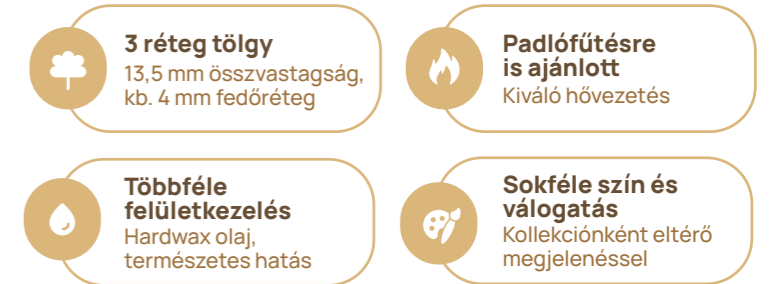 3 réteg tölgy
13,5 mm összvastagság,
kb. 4 mm fedőréteg
Padlófűtésre
is ajánlott
Kiváló hővezetés
Többféle
felületkezelés
Hardwax olaj,
természetes hatás
Sokféle szín és
válogatás
Kollekciónként eltérő
megjelenéssel